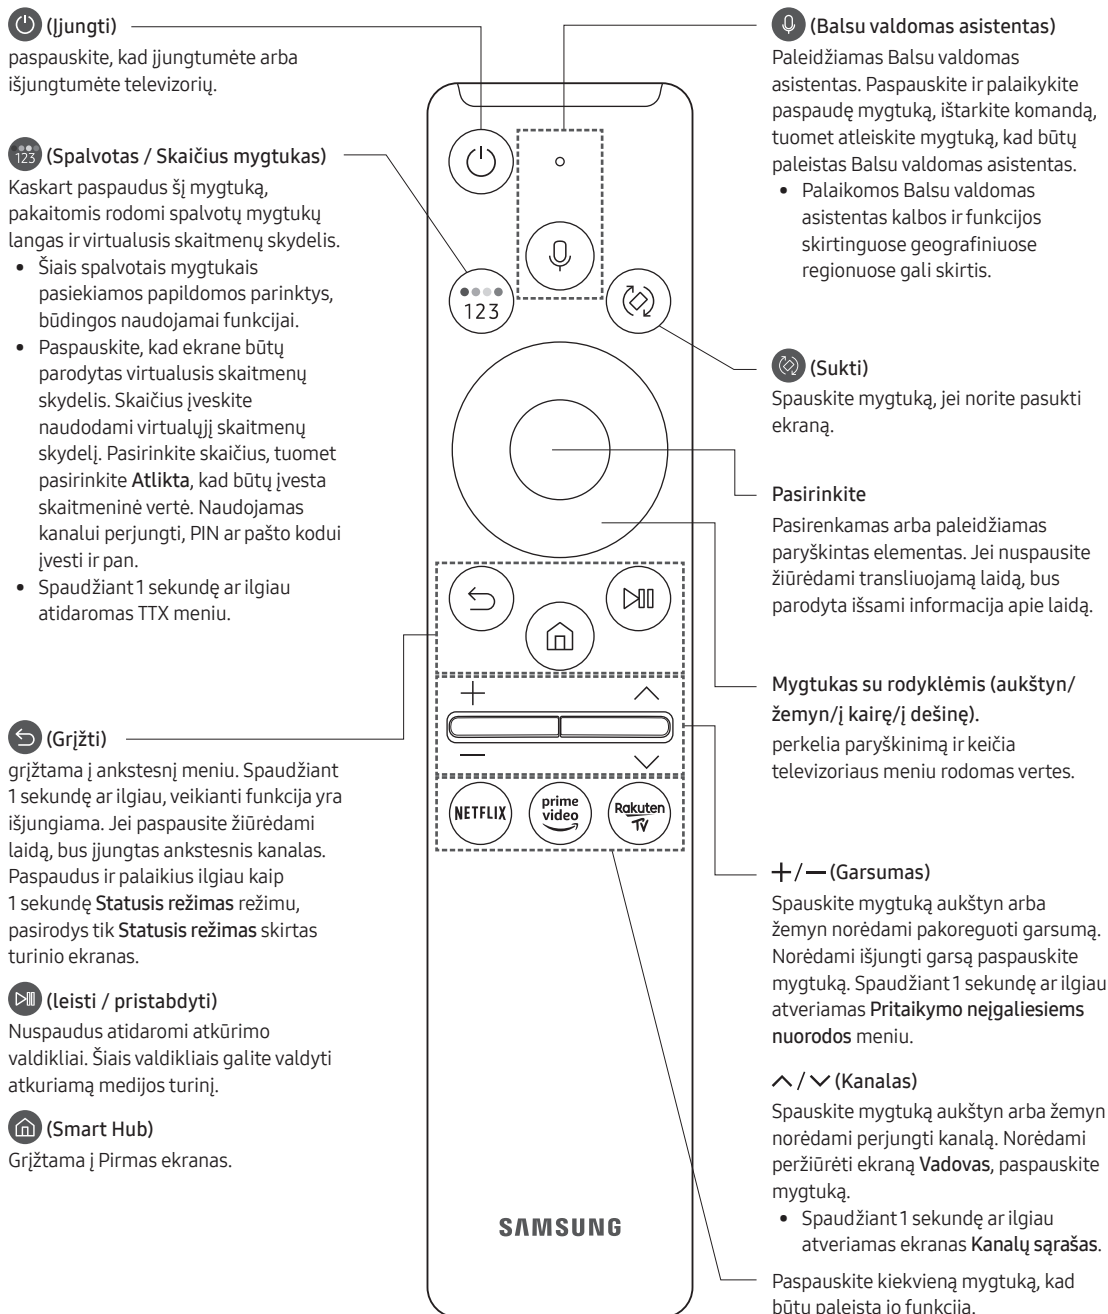 (Įjungti)
paspauskite, kad įjungtumėte arba
išjungtumėte televizorių.
123 (Spalvotas / Skaičius mygtukas)
Kaskart paspaudus šį mygtuką,
pakaitomis rodomi spalvotų mygtukų
langas ir virtualusis skaitmenų skydelis.
• Šiais spalvotais mygtukais
pasiekiamos papildomos parinktys,
būdingos naudojamai funkcijai.
• Paspauskite, kad ekrane būtų
parodytas virtualusis skaitmenų
skydelis. Skaičius įveskite
naudodami virtualųjį skaitmenų
skydelį. Pasirinkite skaičius, tuomet
pasirinkite Atlikta, kad būtų įvesta
skaitmeninė vertė. Naudojamas
kanalui perjungti, PIN ar pašto kodui
įvesti ir pan.
• Spaudžiant 1 sekundę ar ilgiau
atidaromas TTX meniu.
(Grįžti)
grįžtama į ankstesnį meniu. Spaudžiant
1 sekundę ar ilgiau, veikianti funkcija yra
išjungiama. Jei paspausite žiūrėdami
laidą, bus įjungtas ankstesnis kanalas.
Paspaudus ir palaikius ilgiau kaip
1 sekundę Statusis režimas režimu,
pasirodys tik Statusis režimas skirtas
turinio ekranas.
(leisti / pristabdyti)
Nuspaudus atidaromi atkūrimo
valdikliai. Šiais valdikliais galite valdyti
atkuriamą medijos turinį.
(Smart Hub)
Grįžtama į Pirmas ekranas.
123
NETFLIX
prime
video
Rakuten
TV
SAMSUNG
(Balsu valdomas asistentas)
Paleidžiamas Balsu valdomas
asistentas. Paspauskite ir palaikykite
paspaudę mygtuką, ištarkite komandą,
tuomet atleiskite mygtuką, kad būtų
paleistas Balsu valdomas asistentas.
• Palaikomos Balsu valdomas
asistentas kalbos ir funkcijos
skirtinguose geografiniuose
regionuose gali skirtis.
(Sukti)
Spauskite mygtuką, jei norite pasukti
ekraną.
Pasirinkite
Pasirenkamas arba paleidžiamas
paryškintas elementas. Jei nuspausite
žiūrėdami transliuojamą laidą, bus
parodyta išsami informacija apie laidą.
Mygtukas su rodyklėmis (aukštyn/
žemyn/į kairę/į dešinę).
perkelia paryškinimą ir keičia
televizoriaus meniu rodomas vertes.
+/− (Garsumas)
Spauskite mygtuką aukštyn arba
žemyn norėdami pakoreguoti garsumą.
Norėdami išjungti garsą paspauskite
mygtuką. Spaudžiant 1 sekundę ar ilgiau
atveriamas Pritaikymo neįgaliesiems
nuorodos meniu.
∧ / ∨ (Kanalas)
Spauskite mygtuką aukštyn arba žemyn
norėdami perjungti kanalą. Norėdami
peržiūrėti ekraną Vadovas, paspauskite
mygtuką.
• Spaudžiant 1 sekundę ar ilgiau
atveriamas ekranas Kanalų sąrašas.
Paspauskite kiekvieną mygtuką, kad
būtų paleista jo funkcija.